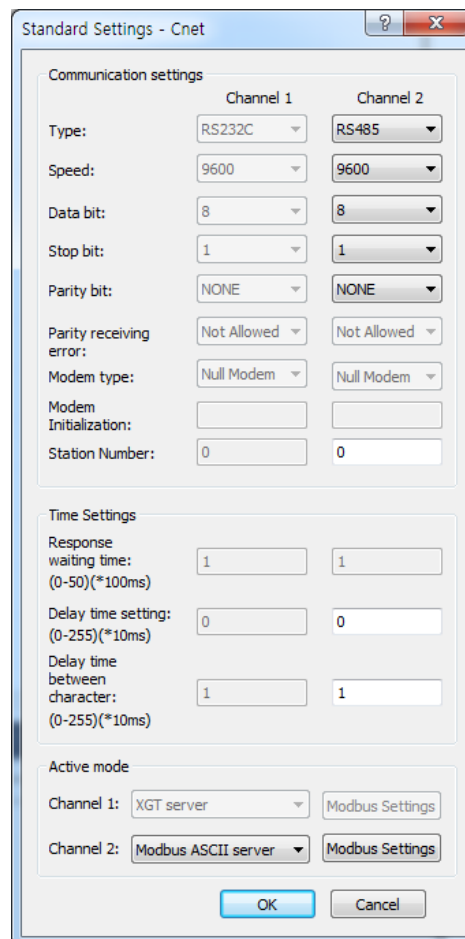 Standard Settings - Cnet
Communication settings
Channel 1 Channel 2
Type: RS232C RS485
Speed: 9600 9600
Data bit: 8 8
Stop bit: 1 1
Parity bit: NONE NONE
Parity receiving
error: Not Allowed Not Allowed
Modem type: Null Modem Null Modem
Modem
Initialization:
Station Number: 0 0
Time Settings
Response
waiting time: 1 1
(0-50)(*100ms)
Delay time setting: 0 0
(0-255)(*10ms)
Delay time
between
character: 1 1
(0-255)(*10ms)
Active mode
Channel 1: XGT server Modbus Settings
Channel 2: Modbus ASCII server Modbus Settings
OK Cancel